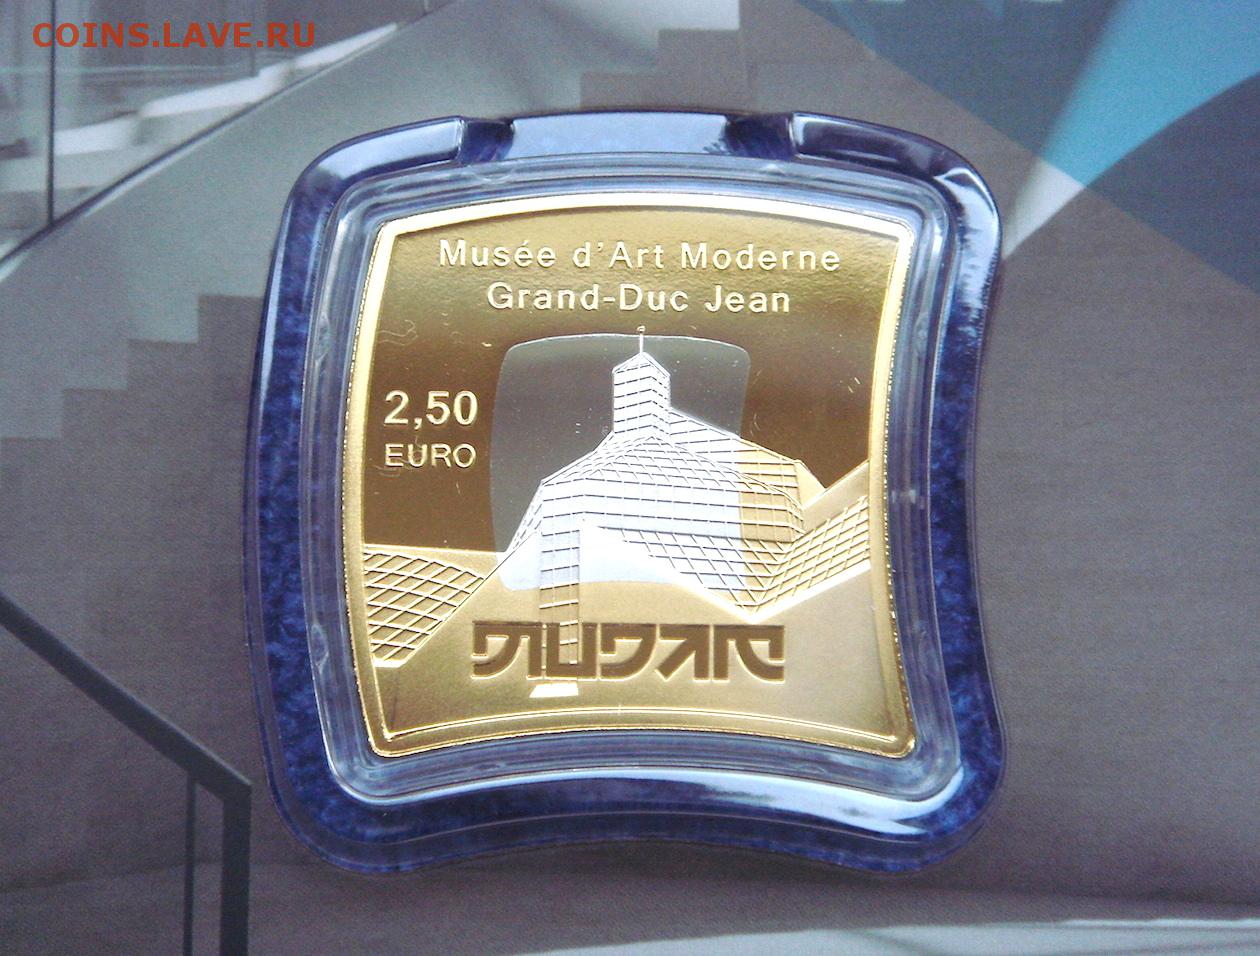 COINS.LAVE.RU
Musée d'Art Moderne
Grand-Duc Jean
2,50
EURO
MUDAM